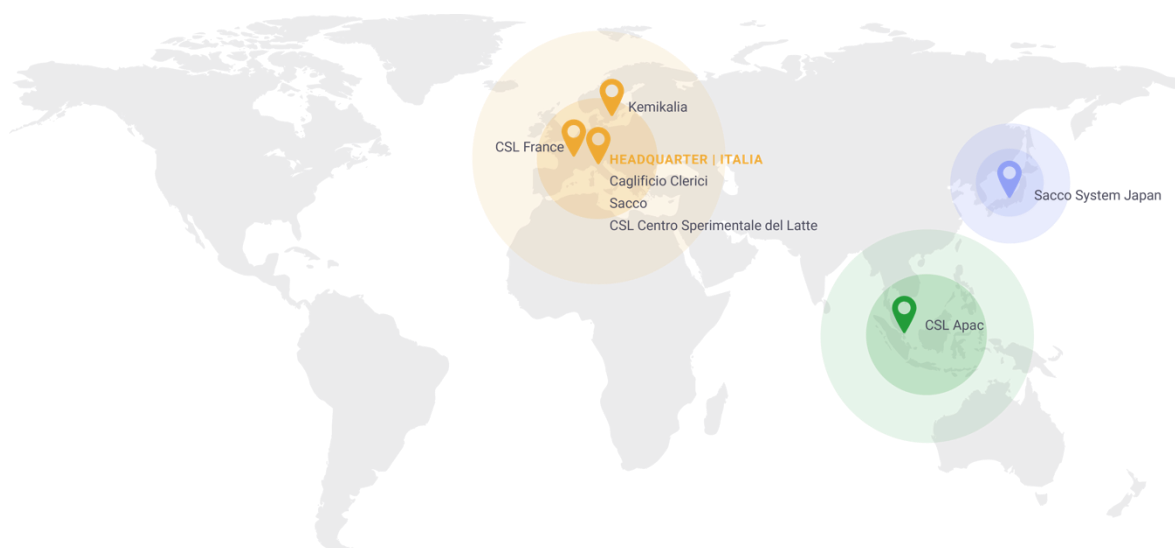 Kemikalia
CSL France
HEADQUARTER | ITALIA
Caglificio Clerici
Sacco
CSL Centro Sperimentale del Latte
Sacco System Japan
CSL Apac